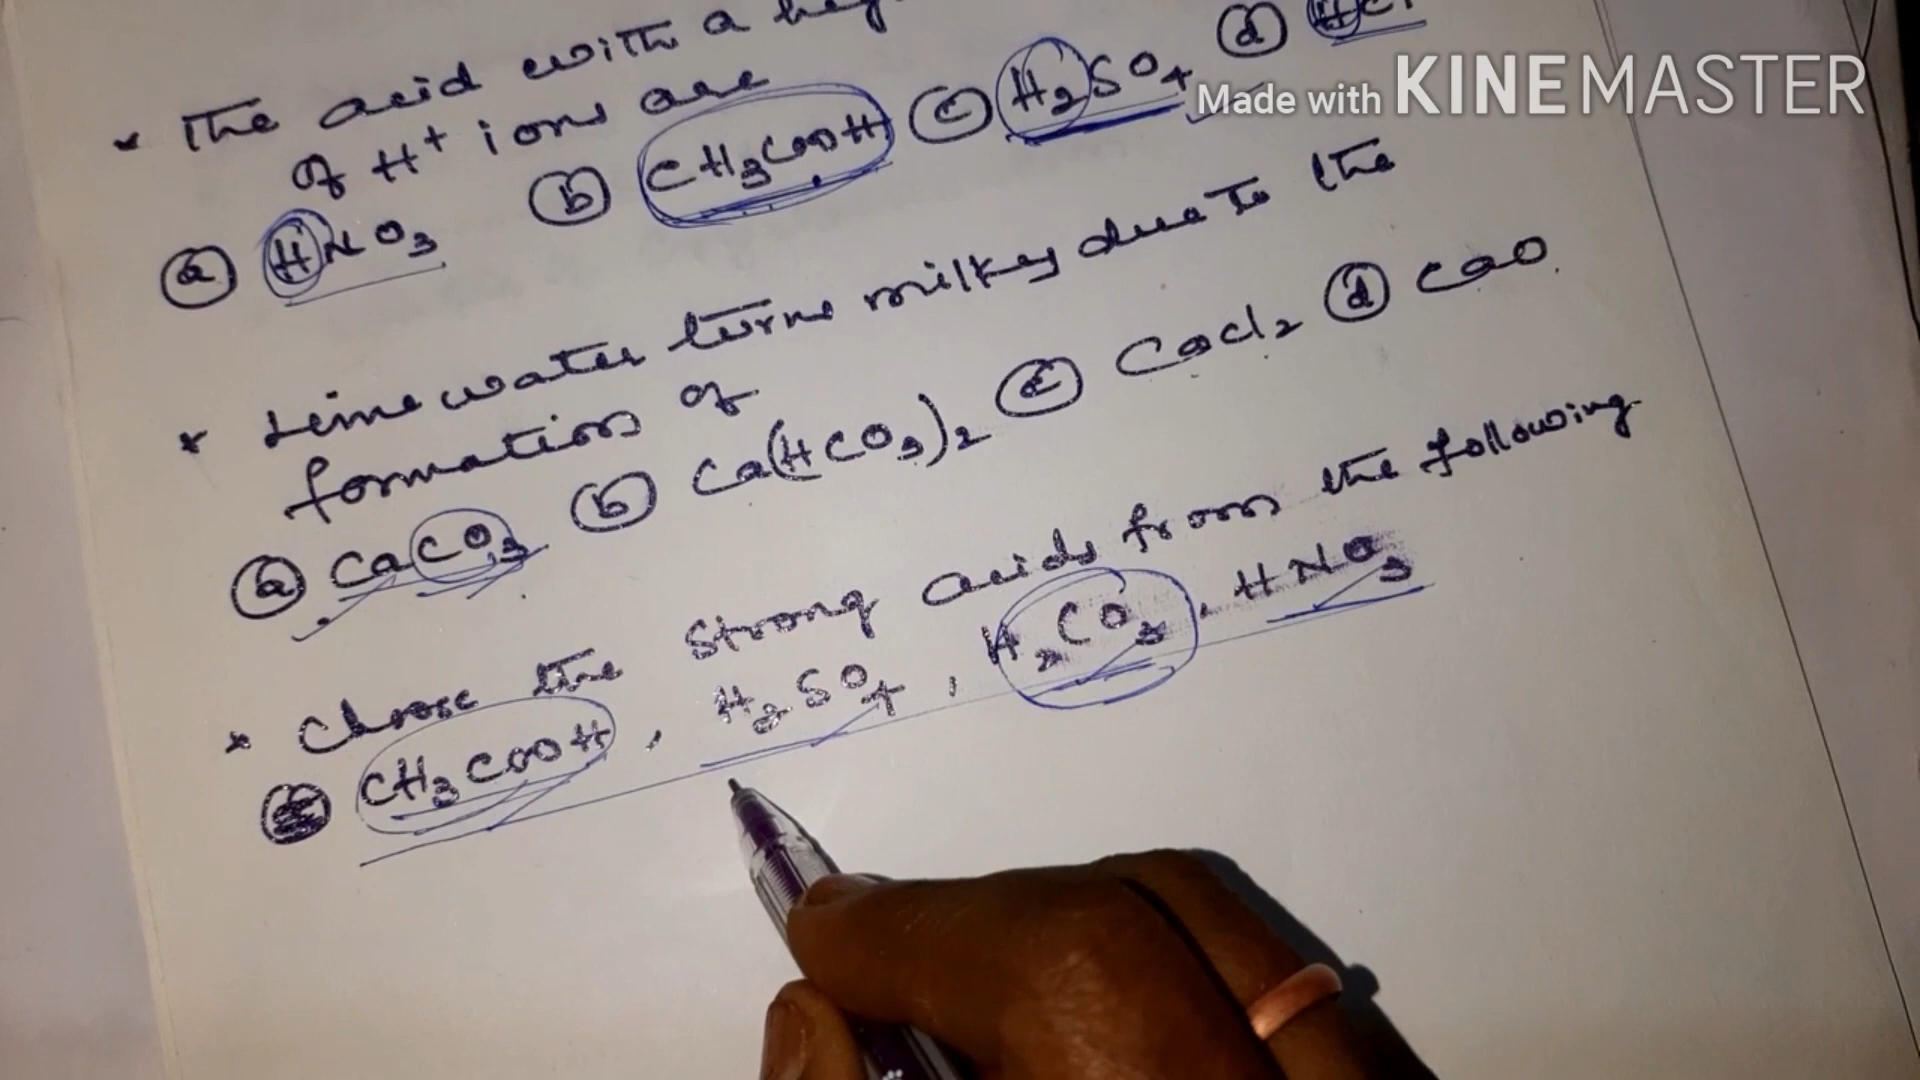 * The acid with a
of H+ ions are
(a) HNO3 (b) CH3COOH (c) H2SO4 (d) HCl
Made with KINEMASTER
* Lime water turns milky due to the
formation of
(a) CaCO3 (b) Ca(HCO3)2 (c) CaCl2 (d) CaO.
* Choose the strong acids from the following
CH3COOH, H2SO4, H2CO3, HNO3